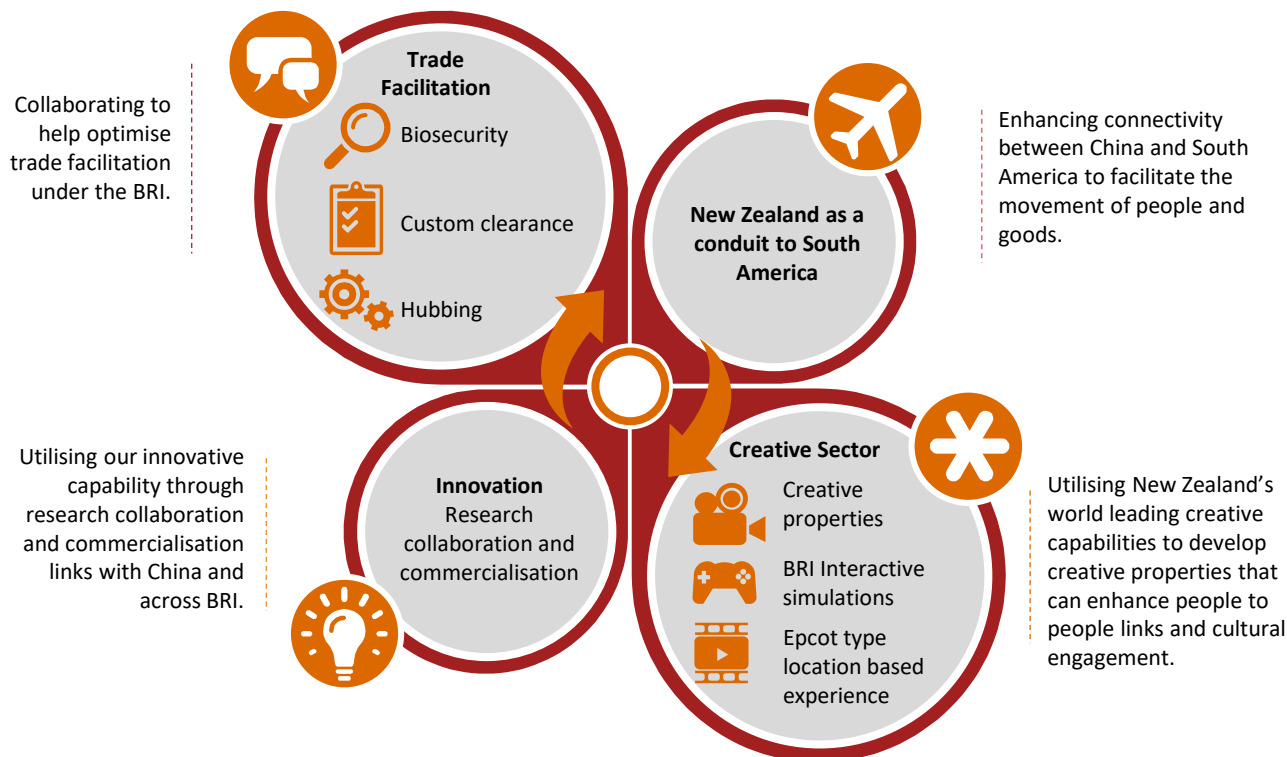 Collaborating to
help optimise
trade facilitation
under the BRI.
Trade
Facilitation
Biosecurity
Custom clearance
Hubbing
New Zealand as a
conduit to South
America
Enhancing connectivity
between China and South
America to facilitate the
movement of people and
goods.
Utilising our innovative
capability through
research collaboration
and commercialisation
links with China and
across BRI.
Innovation
Research
collaboration and
commercialisation
Creative Sector
Creative
properties
BRI Interactive
simulations
Epcot type
location based
experience
Utilising New Zealand’s
world leading creative
capabilities to develop
creative properties that
can enhance people to
people links and cultural
engagement.